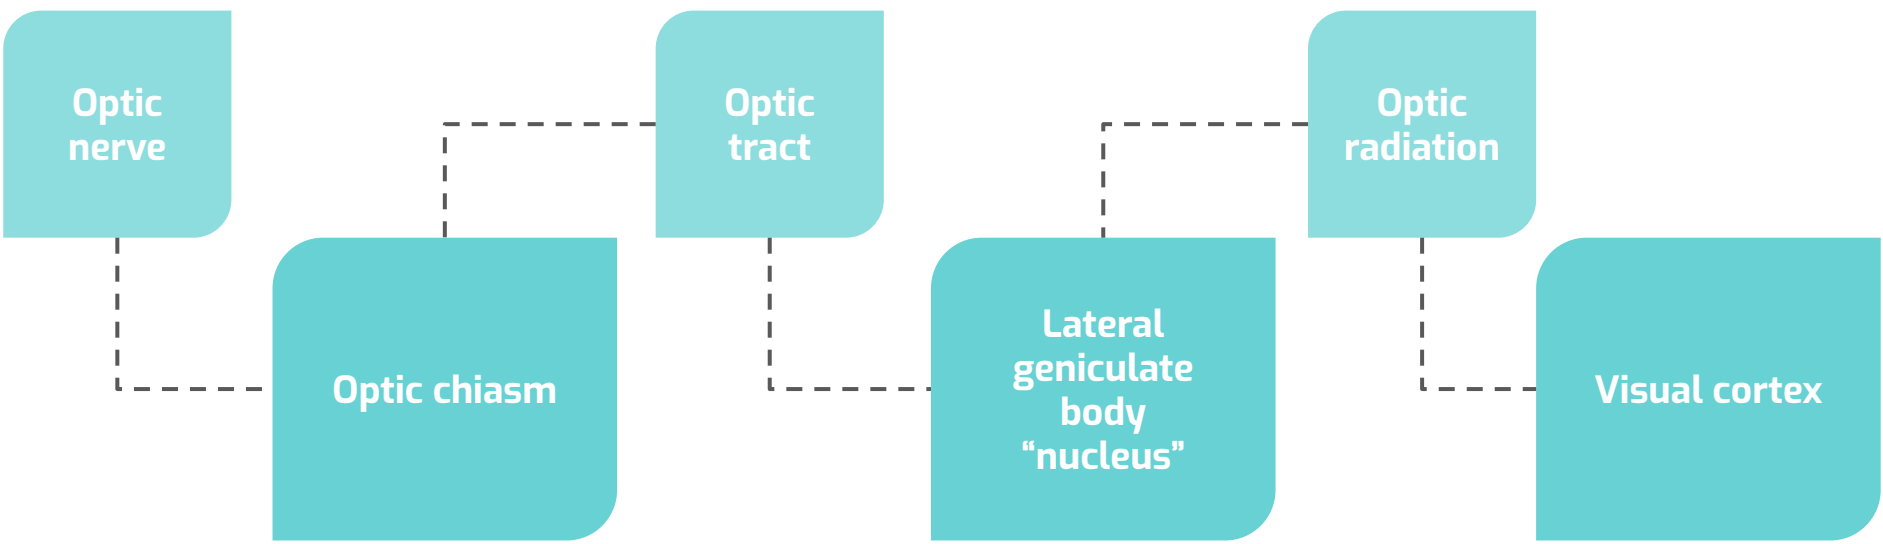 Optic
nerve
Optic chiasm
Optic
tract
Lateral
geniculate
body
“nucleus”
Optic
radiation
Visual cortex